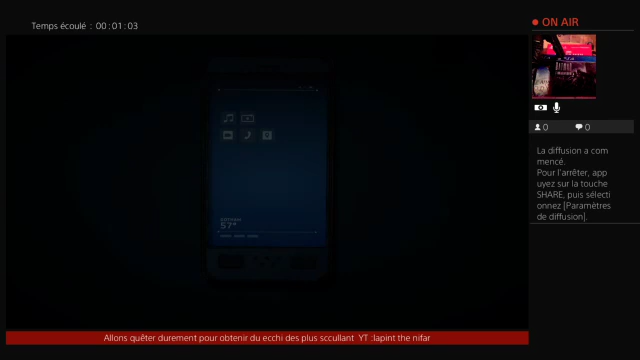 Temps écoulé : 00:01:03
ON AIR
0 0
La diffusion a com
mencé.
Pour l'arrêter, app
uyez sur la touche
SHARE, puis sélecti
onnez [Paramètres
de diffusion].
57°
Allons quêter durement pour obtenir du ecchi des plus sccullant YT :lapint the nifar